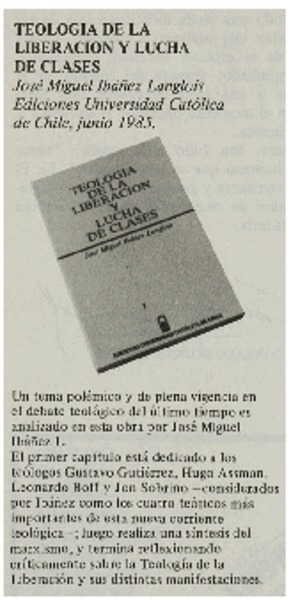 TEOLOGIA DE LA
LIBERACION Y LUCHA
DE CLASES
José Miguel Ibáñez Langlois
Ediciones Universidad Católica
de Chile, junio 1985.
TEOLOGIA
DE LA
LIBERACION
Y
LUCHA
DE CLASES
José Miguel Ibáñez Langlois
Un tema polémico y de plena vigencia en
el debate teológico del último tiempo es
analizado en esta obra por José Miguel
Ibáñez L.
El primer capítulo está dedicado a los
teólogos Gustavo Gutiérrez, Hugo Assman,
Leonardo Boff y Jon Sobrino —considerados
por Ibáñez como los cuatro teóricos más
importantes de esta nueva corriente
teológica—; luego realiza una síntesis del
marxismo, y termina reflexionando
críticamente sobre la Teología de la
Liberación y sus distintas manifestaciones.